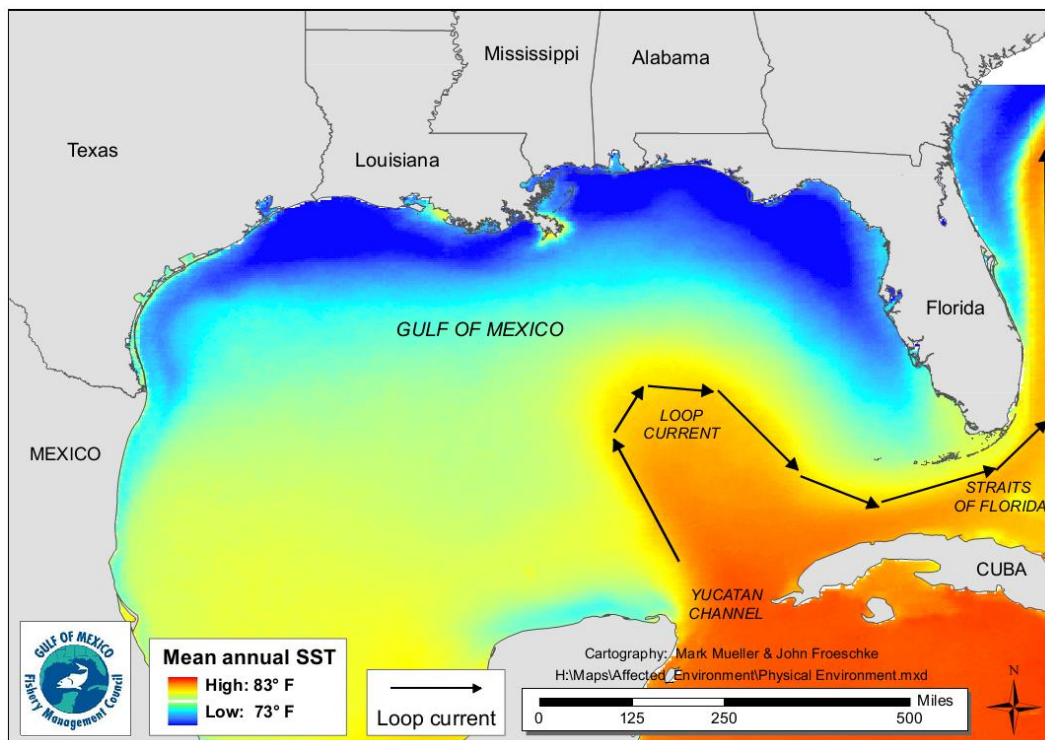 Mississippi
Alabama
Texas
Louisiana
GULF OF MEXICO
Florida
LOOP
CURRENT
MEXICO
STRAITS
OF FLORIDA
CUBA
YUCATAN
CHANNEL
GULF OF MEXICO
Fishery Management Council
Mean annual SST
High: 83° F
Low: 73° F
Loop current
Cartography: Mark Mueller & John Froeschke
H:\Maps\Affected_Environment\Physical Environment.mxd
Miles
0 125 250 500
N